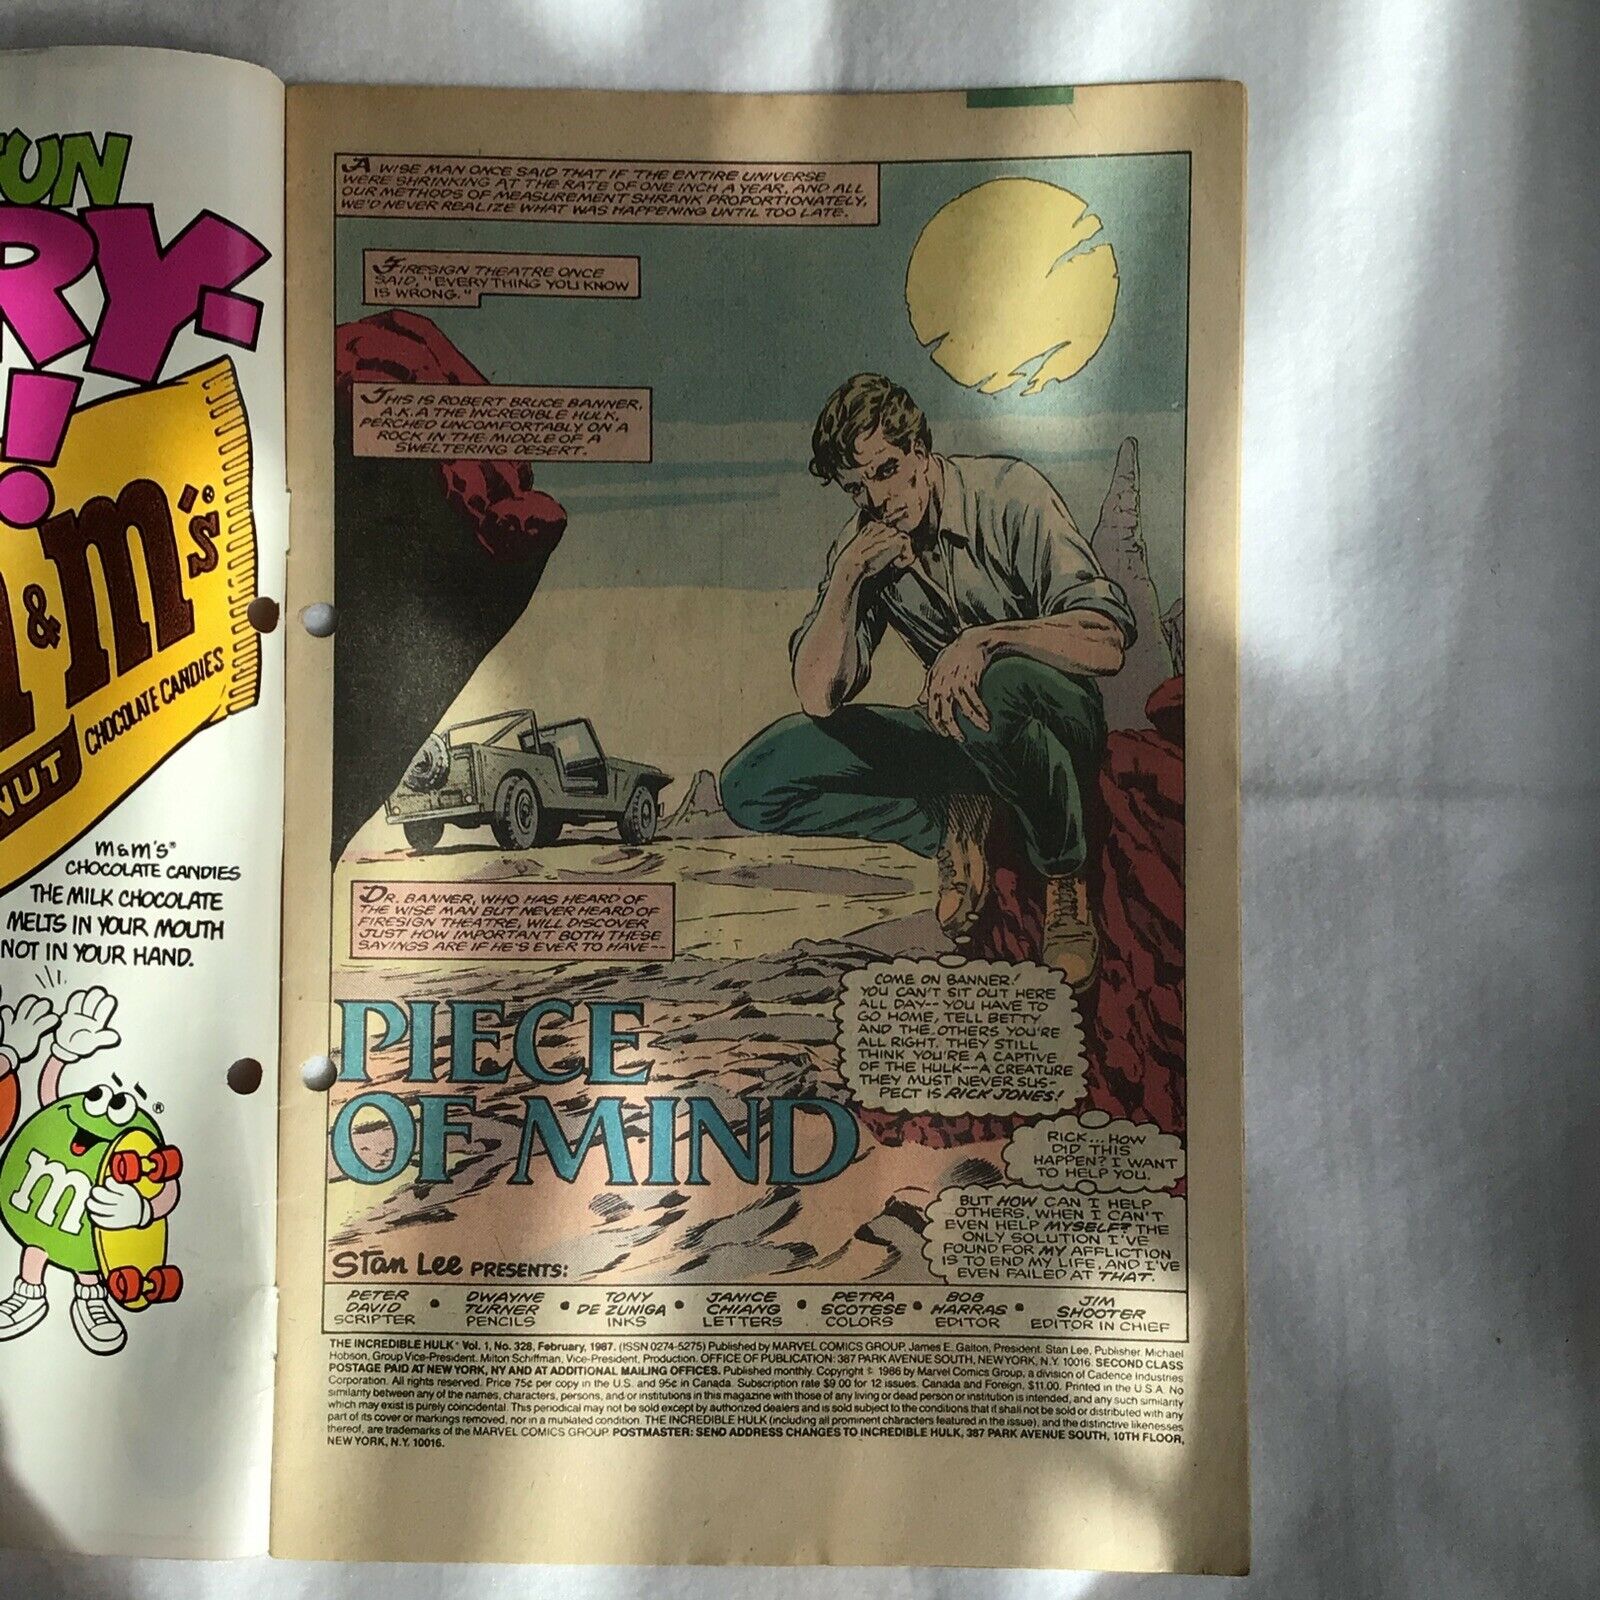 FUN
RY-
!
m&m's®
NUT
CHOCOLATE CANDIES
m&m's®
CHOCOLATE CANDIES
THE MILK CHOCOLATE
MELTS IN YOUR MOUTH
NOT IN YOUR HAND.
m
®
A WISE MAN ONCE SAID THAT IF THE ENTIRE UNIVERSE
WERE SHRINKING AT THE RATE OF ONE INCH A YEAR, AND ALL
OUR METHODS OF MEASUREMENT SHRANK PROPORTIONATELY,
WE'D NEVER REALIZE WHAT WAS HAPPENING UNTIL TOO LATE.
FIRESIGN THEATRE ONCE
SAID, "EVERYTHING YOU KNOW
IS WRONG."
THIS IS ROBERT BRUCE BANNER,
A.K.A THE INCREDIBLE HULK,
PERCHED UNCOMFORTABLY ON A
ROCK IN THE MIDDLE OF A
SWELTERING DESERT.
DR. BANNER, WHO HAS HEARD OF
THE WISE MAN BUT NEVER HEARD OF
FIRESIGN THEATRE, WILL DISCOVER
JUST HOW IMPORTANT BOTH THESE
SAYINGS ARE IF HE'S EVER TO HAVE--
PIECE
OF MIND
COME ON BANNER!
YOU CAN'T SIT OUT HERE
ALL DAY-- YOU HAVE TO
GO HOME, TELL BETTY
AND THE OTHERS YOU'RE
ALL RIGHT. THEY STILL
THINK YOU'RE A CAPTIVE
OF THE HULK--A CREATURE
THEY MUST NEVER SUS-
PECT IS RICK JONES!
RICK... HOW
DID THIS
HAPPEN? I WANT
TO HELP YOU.
BUT HOW CAN I HELP
OTHERS, WHEN I CAN'T
EVEN HELP MYSELF? THE
ONLY SOLUTION I'VE
FOUND FOR MY AFFLICTION
IS TO END MY LIFE, AND I'VE
EVEN FAILED AT THAT.
Stan Lee PRESENTS:
PETER DAVID SCRIPTER • DWAYNE TURNER PENCILS • TONY DE ZUNIGA INKS • JANICE CHIANG LETTERS • PETRA SCOTESE COLORS • BOB HARRAS EDITOR • JIM SHOOTER EDITOR IN CHIEF
THE INCREDIBLE HULK® Vol. 1, No. 328, February, 1987. (ISSN 0274-5275) Published by MARVEL COMICS GROUP, James E. Galton, President. Stan Lee, Publisher. Michael
Hobson, Group Vice-President. Milton Schiffman, Vice-President, Production. OFFICE OF PUBLICATION: 387 PARK AVENUE SOUTH, NEW YORK, N.Y. 10016. SECOND CLASS
POSTAGE PAID AT NEW YORK, NY AND AT ADDITIONAL MAILING OFFICES. Published monthly. Copyright © 1986 by Marvel Comics Group, a division of Cadence Industries
Corporation. All rights reserved. Price 75¢ per copy in the U.S. and 95¢ in Canada. Subscription rate $9.00 for 12 issues. Canada and Foreign, $11.00. Printed in the U.S.A. No
similarity between any of the names, characters, persons, and/or institutions in this magazine with those of any living or dead person or institution is intended, and any such similarity
which may exist is purely coincidental. This periodical may not be sold except by authorized dealers and is sold subject to the conditions that it shall not be sold or distributed with any
part of its cover or markings removed, nor in a mutilated condition. THE INCREDIBLE HULK (including all prominent characters featured in the issue), and the distinctive likenesses
thereof, are trademarks of the MARVEL COMICS GROUP. POSTMASTER: SEND ADDRESS CHANGES TO INCREDIBLE HULK, 387 PARK AVENUE SOUTH, 10TH FLOOR,
NEW YORK, N.Y. 10016.